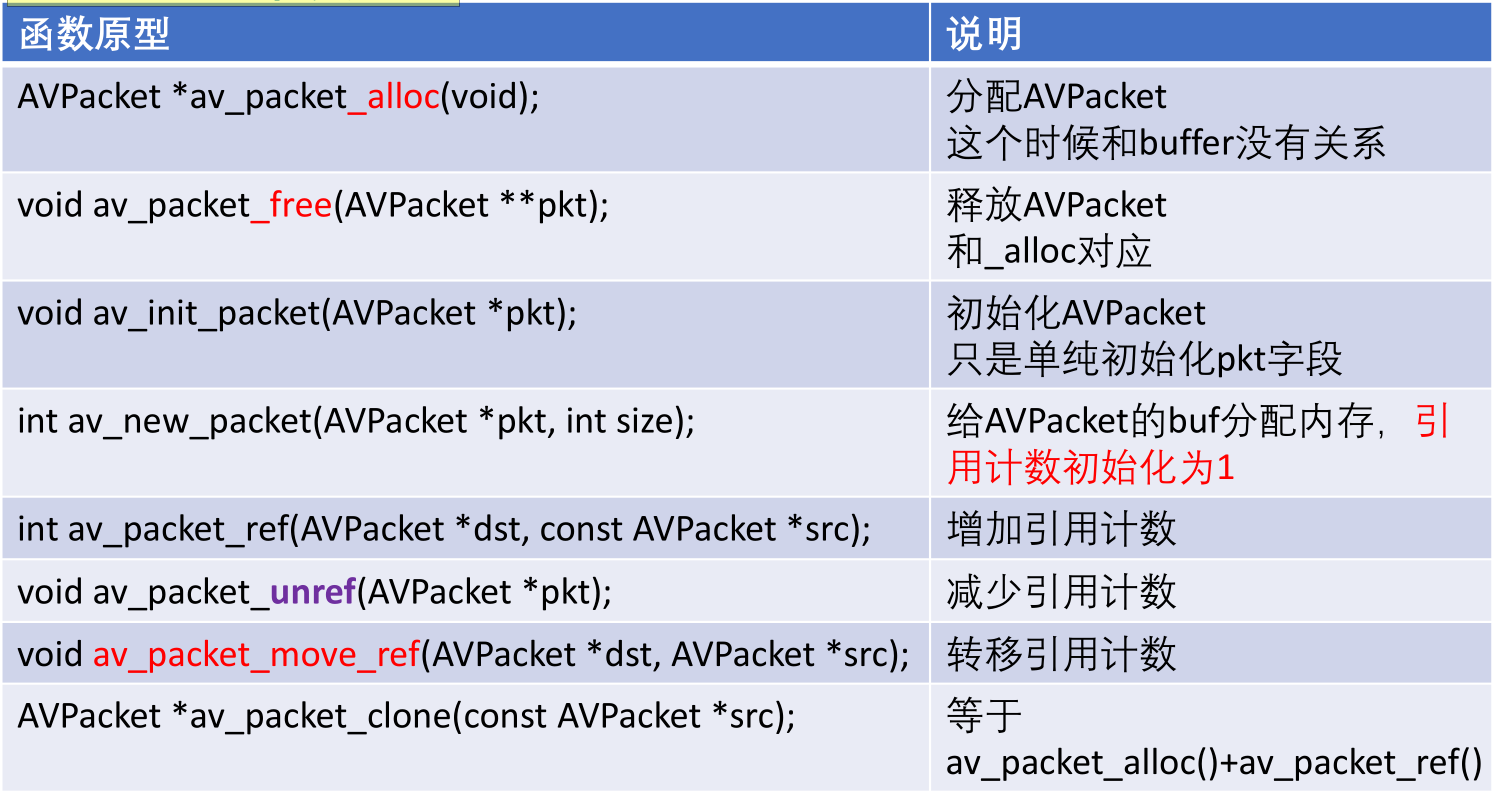 函数原型
说明
AVPacket *av_packet_alloc(void);
分配AVPacket
这个时候和buffer没有关系
void av_packet_free(AVPacket **pkt);
释放AVPacket
和_alloc对应
void av_init_packet(AVPacket *pkt);
初始化AVPacket
只是单纯初始化pkt字段
int av_new_packet(AVPacket *pkt, int size);
给AVPacket的buf分配内存，引
用计数初始化为1
int av_packet_ref(AVPacket *dst, const AVPacket *src);
增加引用计数
void av_packet_unref(AVPacket *pkt);
减少引用计数
void av_packet_move_ref(AVPacket *dst, AVPacket *src);
转移引用计数
AVPacket *av_packet_clone(const AVPacket *src);
等于
av_packet_alloc()+av_packet_ref()